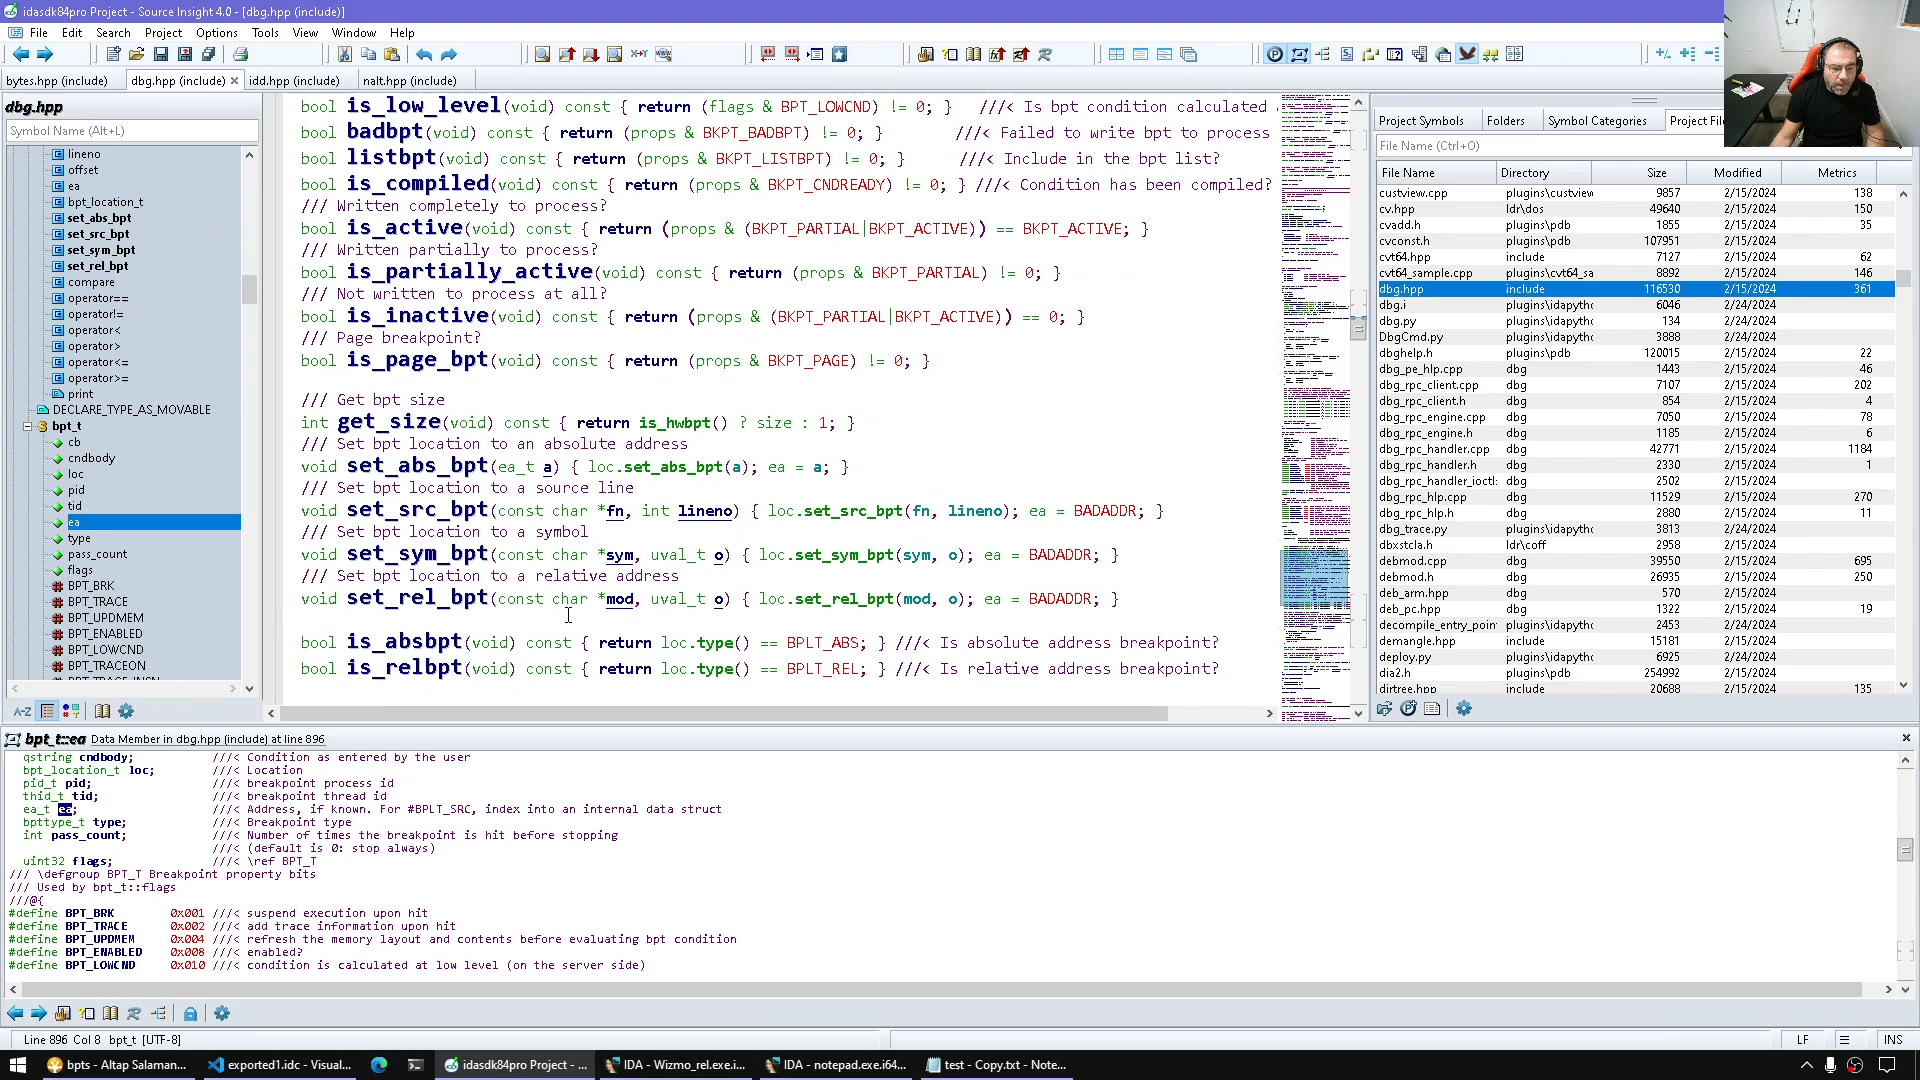 idasdk84pro Project - Source Insight 4.0 - [dbg.hpp (include)]
File Edit Search Project Options Tools View Window Help
bytes.hpp (include) dbg.hpp (include) idd.hpp (include) nalt.hpp (include)
dbg.hpp
Symbol Name (Alt+L)
lineno
offset
ea
bpt_location_t
set_abs_bpt
set_src_bpt
set_sym_bpt
set_rel_bpt
compare
operator==
operator!=
operator<
operator>
operator<=
operator>=
print
DECLARE_TYPE_AS_MOVABLE
bpt_t
cb
cndbody
loc
pid
tid
ea
type
pass_count
flags
BPT_BRK
BPT_TRACE
BPT_UPDMEM
BPT_ENABLED
BPT_LOWCND
BPT_TRACEON
BPT_TRACE_INSN
bool is_low_level(void) const { return (flags & BPT_LOWCND) != 0; } ///< Is bpt condition calculated
bool badbpt(void) const { return (props & BKPT_BADBPT) != 0; } ///< Failed to write bpt to process
bool listbpt(void) const { return (props & BKPT_LISTBPT) != 0; } ///< Include in the bpt list?
bool is_compiled(void) const { return (props & BKPT_CNDREADY) != 0; } ///< Condition has been compiled?
/// Written completely to process?
bool is_active(void) const { return (props & (BKPT_PARTIAL|BKPT_ACTIVE)) == BKPT_ACTIVE; }
/// Written partially to process?
bool is_partially_active(void) const { return (props & BKPT_PARTIAL) != 0; }
/// Not written to process at all?
bool is_inactive(void) const { return (props & (BKPT_PARTIAL|BKPT_ACTIVE)) == 0; }
/// Page breakpoint?
bool is_page_bpt(void) const { return (props & BKPT_PAGE) != 0; }
/// Get bpt size
int get_size(void) const { return is_hwbpt() ? size : 1; }
/// Set bpt location to an absolute address
void set_abs_bpt(ea_t a) { loc.set_abs_bpt(a); ea = a; }
/// Set bpt location to a source line
void set_src_bpt(const char *fn, int lineno) { loc.set_src_bpt(fn, lineno); ea = BADADDR; }
/// Set bpt location to a symbol
void set_sym_bpt(const char *sym, uval_t o) { loc.set_sym_bpt(sym, o); ea = BADADDR; }
/// Set bpt location to a relative address
void set_rel_bpt(const char *mod, uval_t o) { loc.set_rel_bpt(mod, o); ea = BADADDR; }
bool is_absbpt(void) const { return loc.type() == BPLT_ABS; } ///< Is absolute address breakpoint?
bool is_relbpt(void) const { return loc.type() == BPLT_REL; } ///< Is relative address breakpoint?
Project Symbols Folders Symbol Categories Project File
File Name (Ctrl+O)
File Name Directory Size Modified Metrics
custview.cpp plugins\custview 9857 2/15/2024 138
cv.hpp ldr\dos 49640 2/15/2024 150
cvadd.h plugins\pdb 1855 2/15/2024 35
cvconst.h plugins\pdb 107951 2/15/2024
cvt64.hpp include 7127 2/15/2024 62
cvt64_sample.cpp plugins\cvt64_sa 8892 2/15/2024 146
dbg.hpp include 116530 2/15/2024 361
dbg.i plugins\idapytho 6046 2/24/2024
dbg.py plugins\idapytho 134 2/24/2024
DbgCmd.py plugins\idapytho 3888 2/24/2024
dbghelp.h plugins\pdb 120015 2/15/2024 22
dbg_pe_hlp.cpp dbg 1443 2/15/2024 46
dbg_rpc_client.cpp dbg 7107 2/15/2024 202
dbg_rpc_client.h dbg 854 2/15/2024 4
dbg_rpc_engine.cpp dbg 7050 2/15/2024 78
dbg_rpc_engine.h dbg 1185 2/15/2024 6
dbg_rpc_handler.cpp dbg 42771 2/15/2024 1184
dbg_rpc_handler.h dbg 2330 2/15/2024 1
dbg_rpc_handler_ioctl: dbg 2502 2/15/2024
dbg_rpc_hlp.cpp dbg 11529 2/15/2024 270
dbg_rpc_hlp.h dbg 2880 2/15/2024 11
dbg_trace.py plugins\idapytho 3813 2/24/2024
dbxstcla.h ldr\coff 2958 2/15/2024
debmod.cpp dbg 39550 2/15/2024 695
debmod.h dbg 26935 2/15/2024 250
deb_arm.hpp dbg 570 2/15/2024
deb_pc.hpp dbg 1322 2/15/2024 19
decompile_entry_point plugins\idapytho 2453 2/24/2024
demangle.hpp include 15181 2/15/2024
deploy.py plugins\idapytho 6925 2/24/2024
dia2.h plugins\pdb 254992 2/15/2024
dirtree.hpp include 20688 2/15/2024 135
bpt_t::ea Data Member in dbg.hpp (include) at line 896
qstring cndbody; ///< Condition as entered by the user
bpt_location_t loc; ///< Location
pid_t pid; ///< breakpoint process id
thid_t tid; ///< breakpoint thread id
ea_t ea; ///< Address, if known. For #BPLT_SRC, index into an internal data struct
bpttype_t type; ///< Breakpoint type
int pass_count; ///< Number of times the breakpoint is hit before stopping
///< (default is 0: stop always)
uint32 flags; ///< \ref BPT_T
/// \defgroup BPT_T Breakpoint property bits
/// Used by bpt_t::flags
///@{
#define BPT_BRK 0x001 ///< suspend execution upon hit
#define BPT_TRACE 0x002 ///< add trace information upon hit
#define BPT_UPDMEM 0x004 ///< refresh the memory layout and contents before evaluating bpt condition
#define BPT_ENABLED 0x008 ///< enabled?
#define BPT_LOWCND 0x010 ///< condition is calculated at low level (on the server side)
Line 896 Col 8 bpt_t [UTF-8] LF INS
bpts - Altap Salaman... exported1.idc - Visual... idasdk84pro Project - ... IDA - Wizmo_rel.exe.i... IDA - notepad.exe.i64... test - Copy.txt - Note...